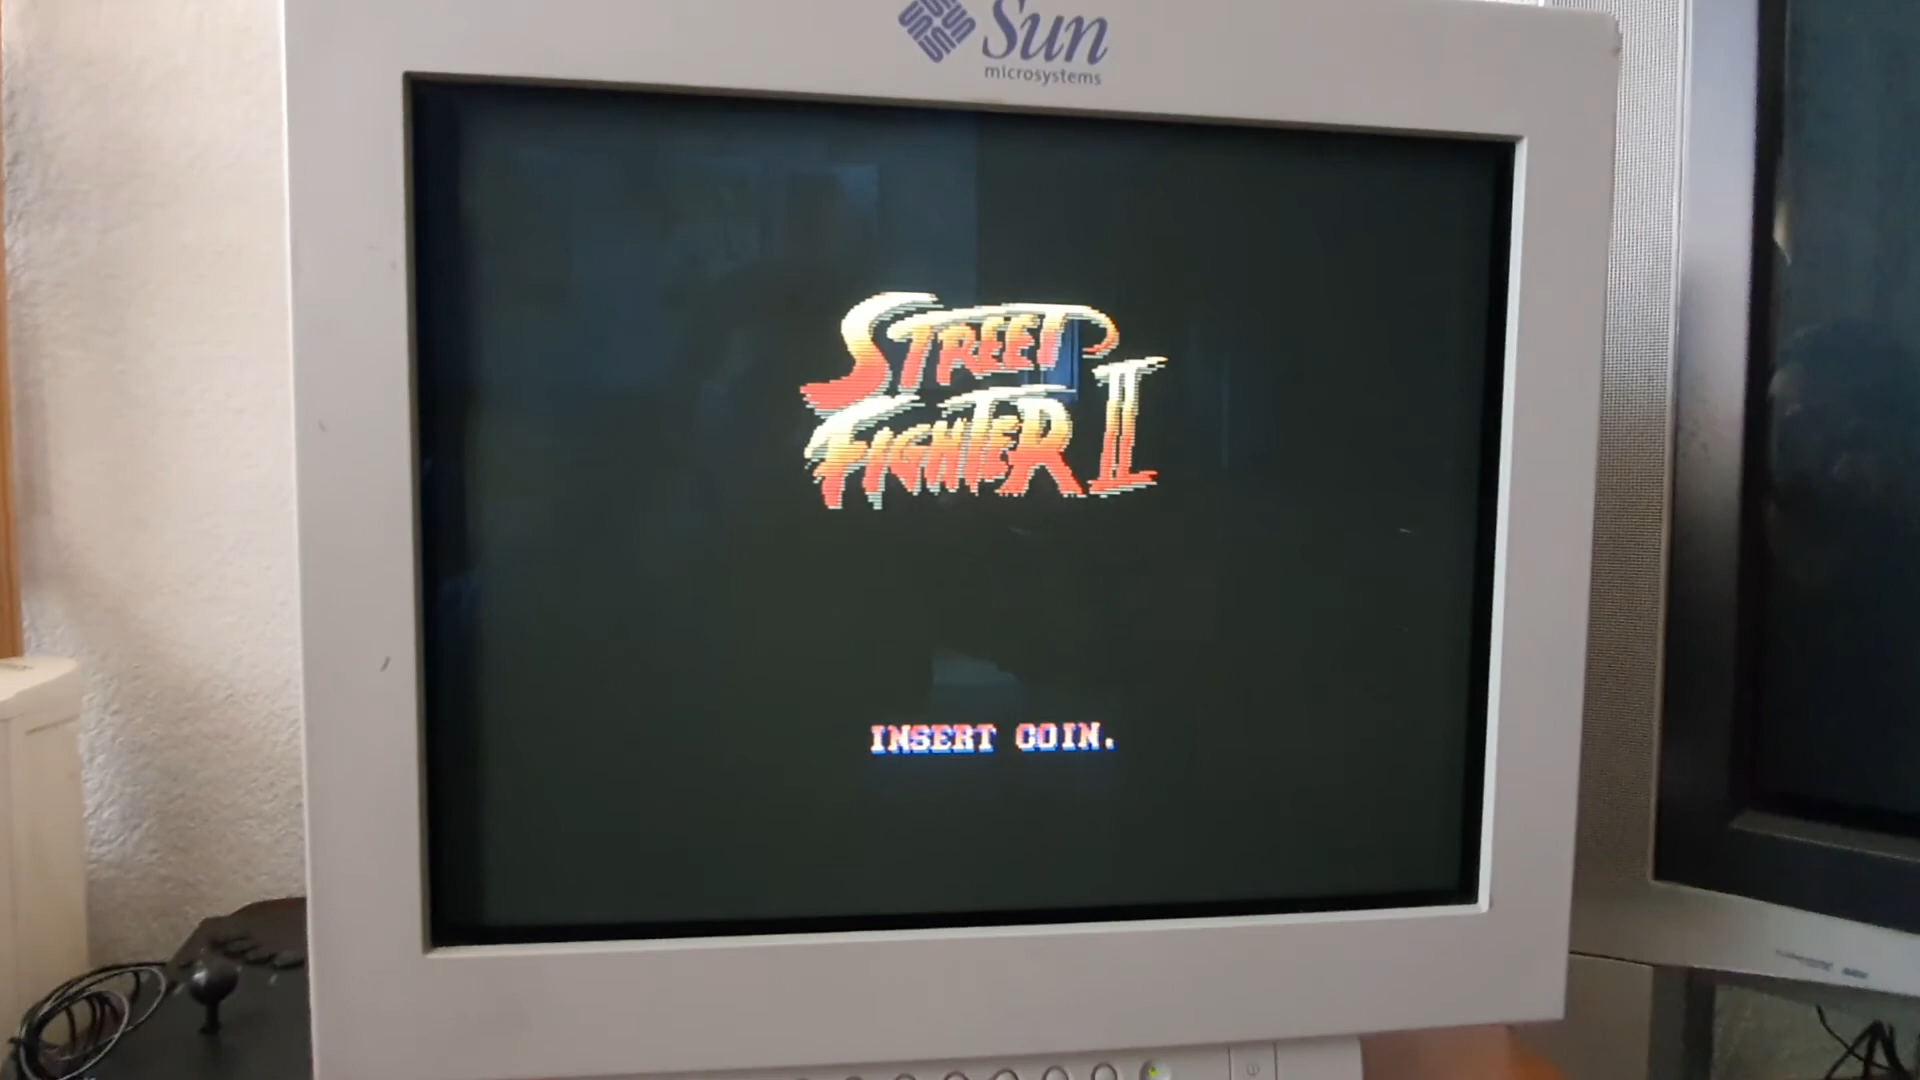 Sun
microsystems
STREET
FIGHTER II
INSERT COIN.